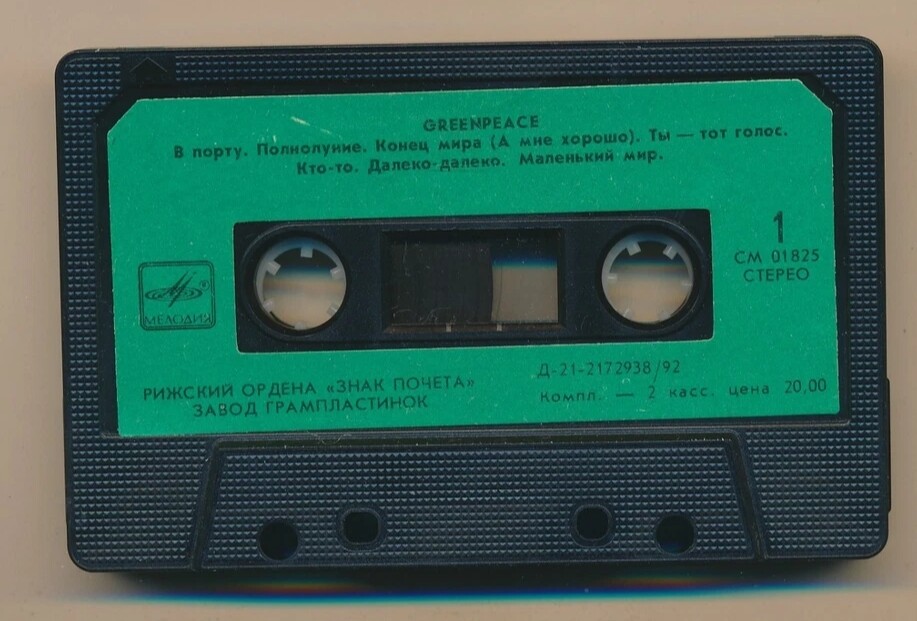 GREENPEACE
В порту. Полнолуние. Конец мира (А мне хорошо). Ты — тот голос.
Кто-то. Далеко-далеко. Маленький мир.
1
СМ 01825
СТЕРЕО
МЕЛОДИЯ
РИЖСКИЙ ОРДЕНА «ЗНАК ПОЧЕТА»
ЗАВОД ГРАМПЛАСТИНОК
Д-21-2172938/92
Компл. — 2 касс. цена 20,00